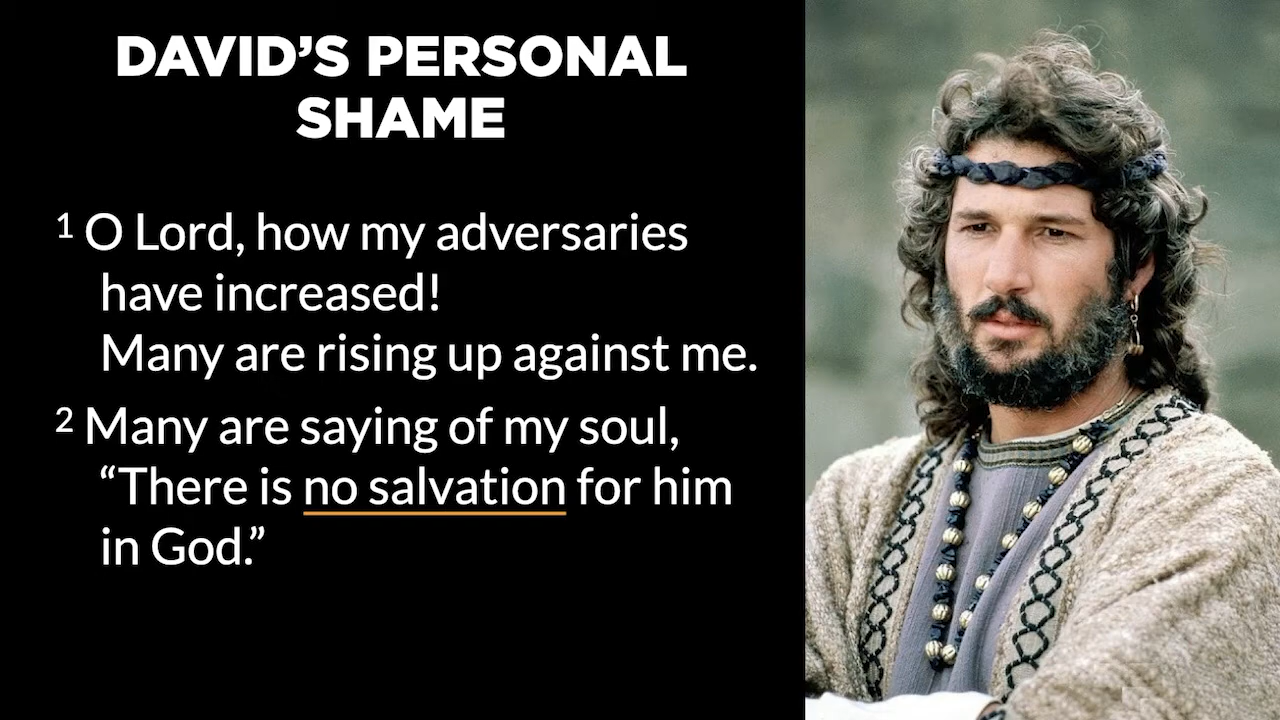 DAVID’S PERSONAL
SHAME
1 O Lord, how my adversaries
have increased!
Many are rising up against me.
2 Many are saying of my soul,
“There is no salvation for him
in God.”